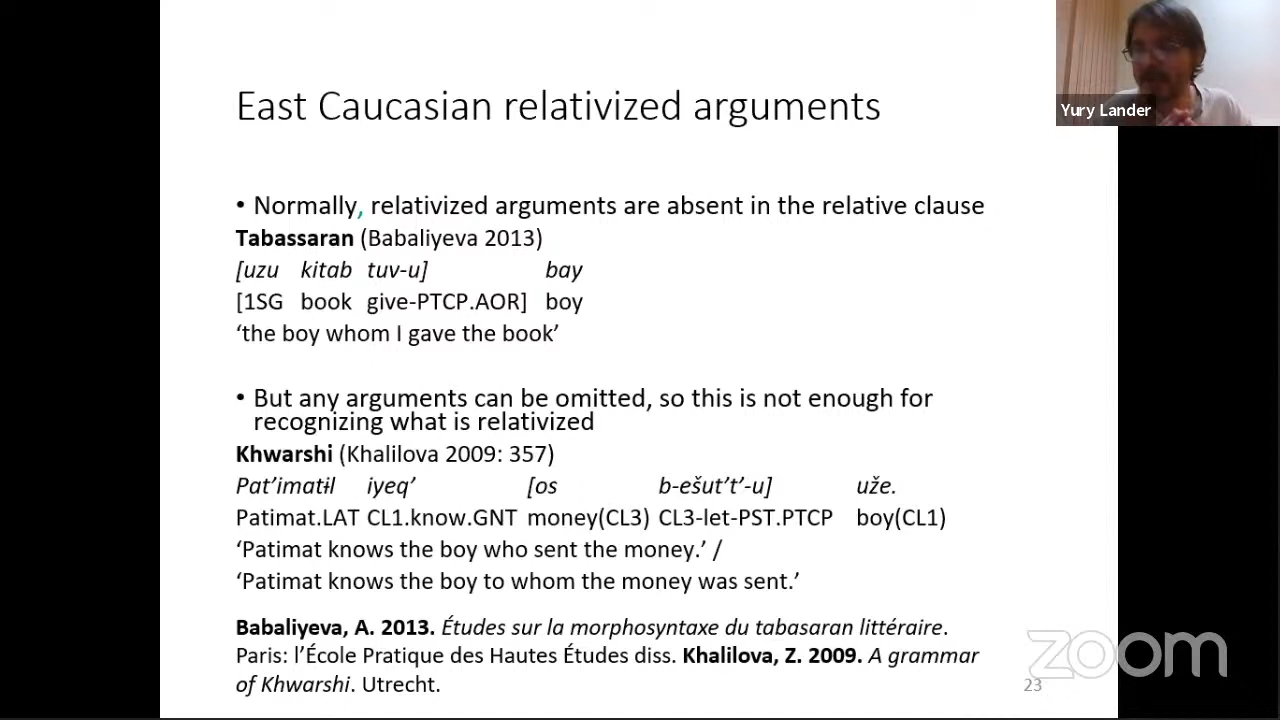 East Caucasian relativized arguments
Yury Lander
• Normally, relativized arguments are absent in the relative clause
Tabassaran (Babaliyeva 2013)
[uzu kitab tuv-u] bay
[1SG book give-PTCP.AOR] boy
‘the boy whom I gave the book’
• But any arguments can be omitted, so this is not enough for
recognizing what is relativized
Khwarshi (Khalilova 2009: 357)
Pat’imatɨl iyeq’ [os b-ešut’t’-u] uže.
Patimat.LAT CL1.know.GNT money(CL3) CL3-let-PST.PTCP boy(CL1)
‘Patimat knows the boy who sent the money.’ /
‘Patimat knows the boy to whom the money was sent.’
Babaliyeva, A. 2013. Études sur la morphosyntaxe du tabasaran littéraire.
Paris: l’École Pratique des Hautes Études diss. Khalilova, Z. 2009. A grammar
of Khwarshi. Utrecht.
zoom
23